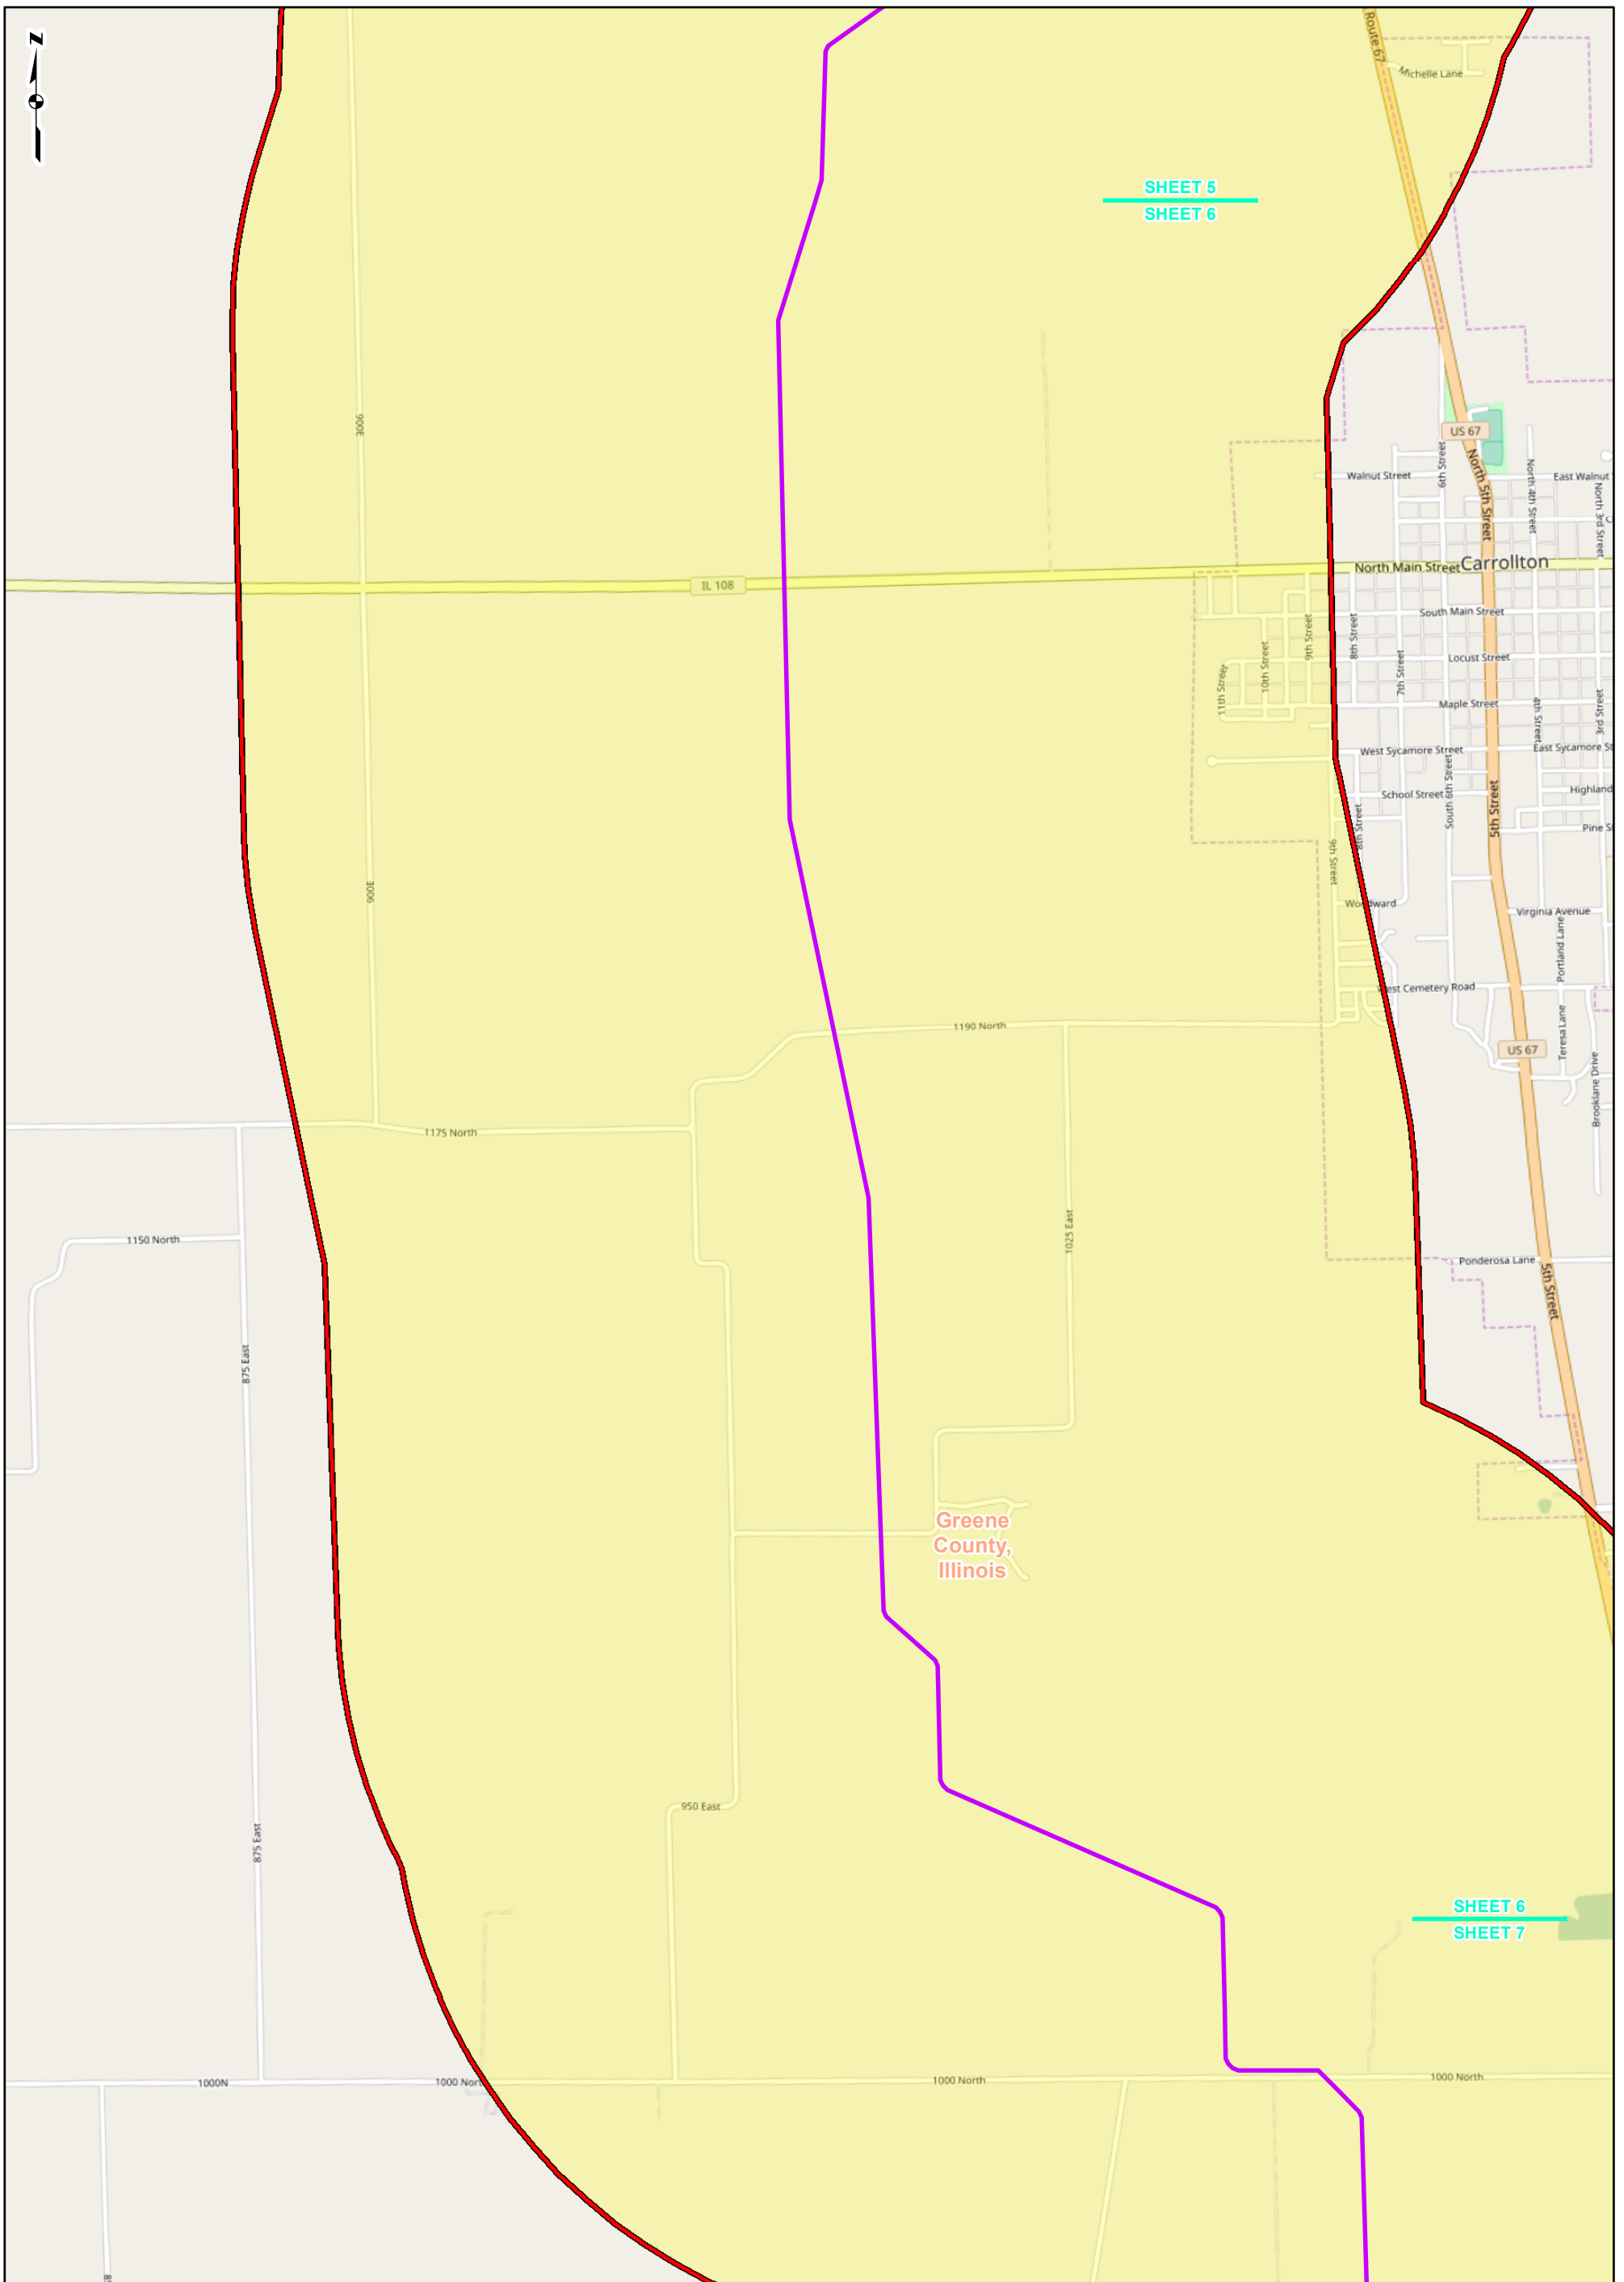 N
Route 67
Michelle Lane
SHEET 5
SHEET 6
900E
US 67
Walnut Street
6th Street
North 5th Street
North 4th Street
East Walnut
North 3rd Street
C
IL 108
North Main Street
Carrollton
South Main Street
8th Street
9th Street
10th Street
11th Street
7th Street
Locust Street
Maple Street
4th Street
3rd Street
West Sycamore Street
East Sycamore St
School Street
South 6th Street
5th Street
Highland
Pine S
8th Street
9th Street
900E
Woodward
Virginia Avenue
Portland Lane
West Cemetery Road
1190 North
Teresa Lane
US 67
Brooklane Drive
1175 North
1025 East
1150 North
Ponderosa Lane
5th Street
875 East
Greene
County,
Illinois
950 East
875 East
SHEET 6
SHEET 7
1000N
1000 North
1000 North
1000 North